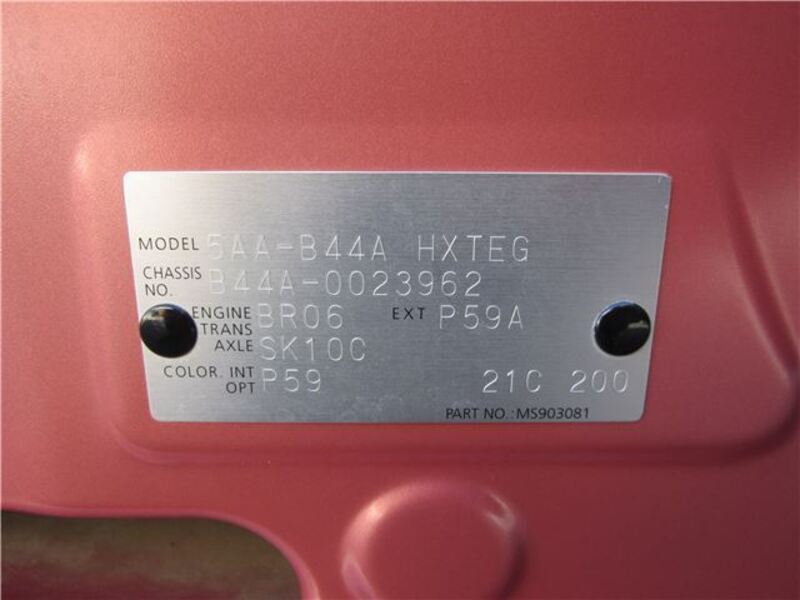 MODEL 5AA-B44A HXTEG
CHASSIS NO. B44A-0023962
ENGINE BR06 EXT P59A
TRANS AXLE SK10C
COLOR. INT P59 21C 200
OPT
PART NO.: MS903081